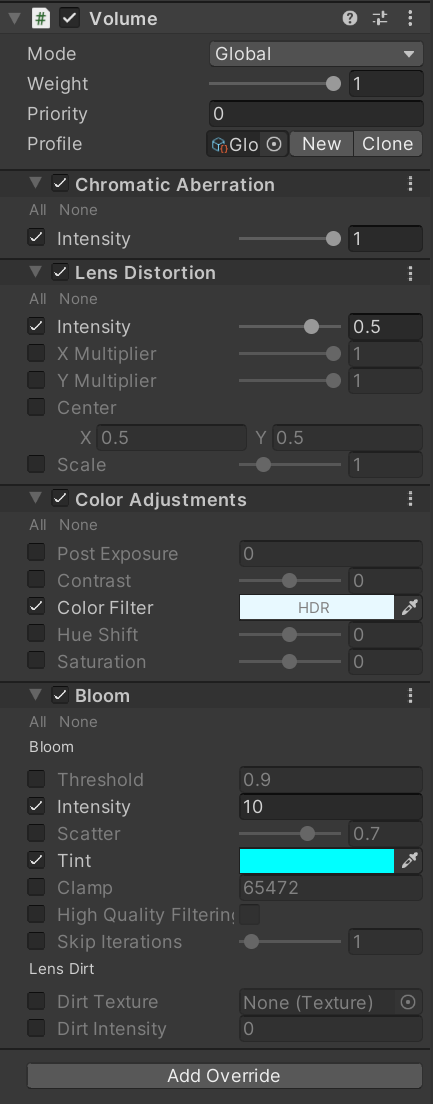 # Volume
Mode Global
Weight 1
Priority 0
Profile Glo New Clone
Chromatic Aberration
All None
Intensity 1
Lens Distortion
All None
Intensity 0.5
X Multiplier 1
Y Multiplier 1
Center
X 0.5 Y 0.5
Scale 1
Color Adjustments
All None
Post Exposure 0
Contrast 0
Color Filter HDR
Hue Shift 0
Saturation 0
Bloom
All None
Bloom
Threshold 0.9
Intensity 10
Scatter 0.7
Tint
Clamp 65472
High Quality Filtering
Skip Iterations 1
Lens Dirt
Dirt Texture None (Texture)
Dirt Intensity 0
Add Override